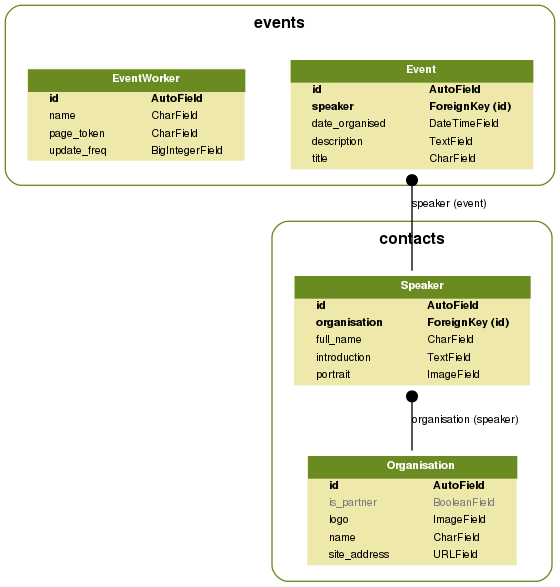 events
EventWorker
id AutoField
name CharField
page_token CharField
update_freq BigIntegerField
Event
id AutoField
speaker ForeignKey (id)
date_organised DateTimeField
description TextField
title CharField
speaker (event)
contacts
Speaker
id AutoField
organisation ForeignKey (id)
full_name CharField
introduction TextField
portrait ImageField
organisation (speaker)
Organisation
id AutoField
is_partner BooleanField
logo ImageField
name CharField
site_address URLField